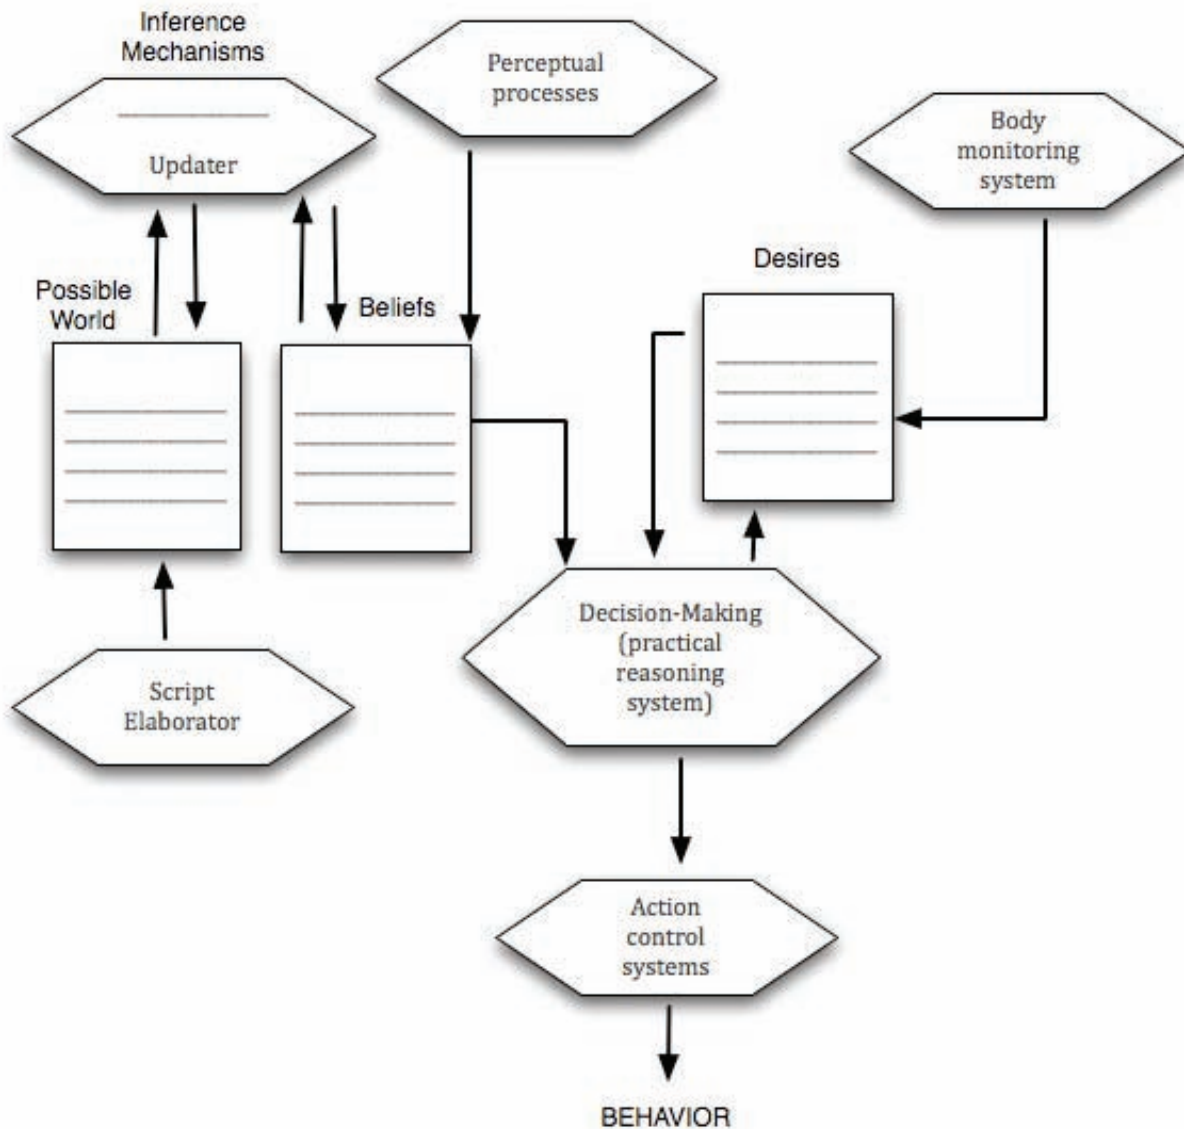 Inference
Mechanisms
Updater
Perceptual
processes
Body
monitoring
system
Possible
World
Beliefs
Desires
Script
Elaborator
Decision-Making
(practical
reasoning
system)
Action
control
systems
BEHAVIOR